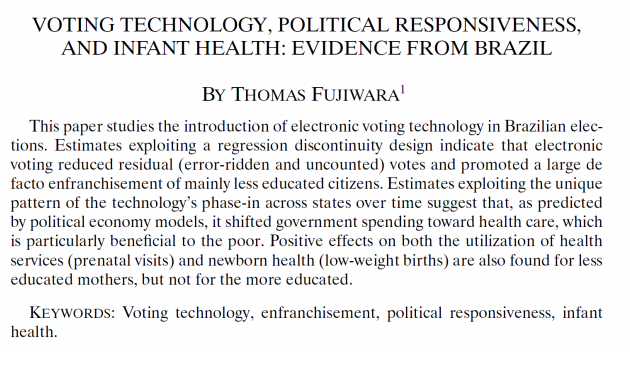 VOTING TECHNOLOGY, POLITICAL RESPONSIVENESS,
AND INFANT HEALTH: EVIDENCE FROM BRAZIL
BY THOMAS FUJIWARA¹
This paper studies the introduction of electronic voting technology in Brazilian elec-
tions. Estimates exploiting a regression discontinuity design indicate that electronic
voting reduced residual (error-ridden and uncounted) votes and promoted a large de
facto enfranchisement of mainly less educated citizens. Estimates exploiting the unique
pattern of the technology's phase-in across states over time suggest that, as predicted
by political economy models, it shifted government spending toward health care, which
is particularly beneficial to the poor. Positive effects on both the utilization of health
services (prenatal visits) and newborn health (low-weight births) are also found for less
educated mothers, but not for the more educated.
KEYWORDS: Voting technology, enfranchisement, political responsiveness, infant
health.